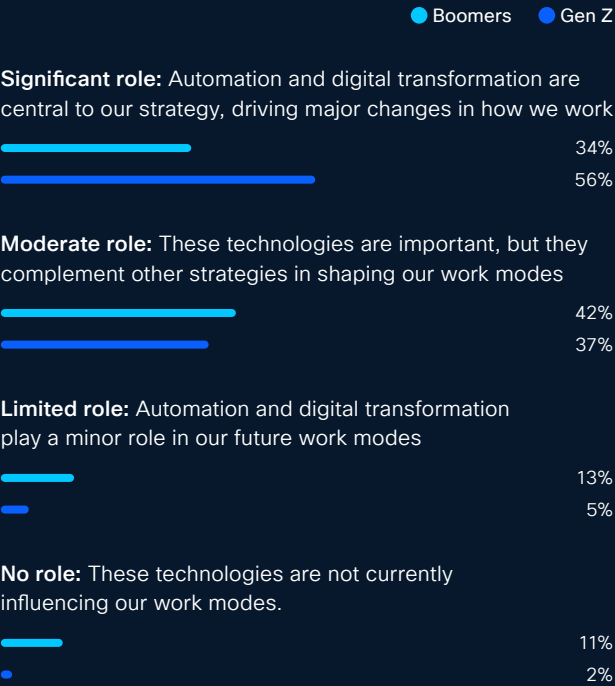 Boomers Gen Z
Significant role: Automation and digital transformation are
central to our strategy, driving major changes in how we work
34%
56%
Moderate role: These technologies are important, but they
complement other strategies in shaping our work modes
42%
37%
Limited role: Automation and digital transformation
play a minor role in our future work modes
13%
5%
No role: These technologies are not currently
influencing our work modes.
11%
2%